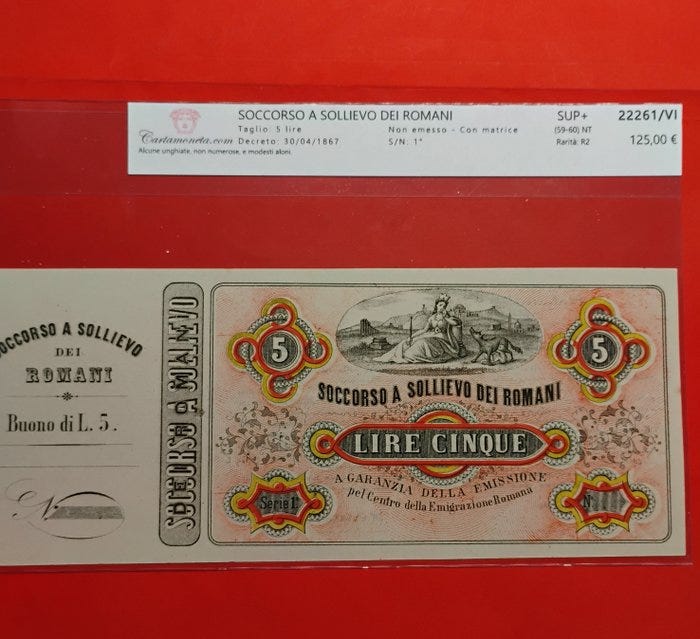 SOCCORSO A SOLLIEVO DEI ROMANI
SUP+
22261/VI
Taglio: 5 lire
Non emesso - Con matrice
(59-60) NT
Cartamoneta.com
Decreto: 30/04/1867
S/N: 1°
Rarità: R2
125,00 €
Alcune unghiate, non numerose, e modesti aloni.
OCCORSO A SOLLIEVO
DEI
ROMANI
Buono di L. 5.
N.
5
5
SOCCORSO A SOLLIEVO DEI ROMANI
LIRE CINQUE
A GARANZIA DELLA EMISSIONE
pel Centro della Emigrazione Romana
Serie 1ª
N.